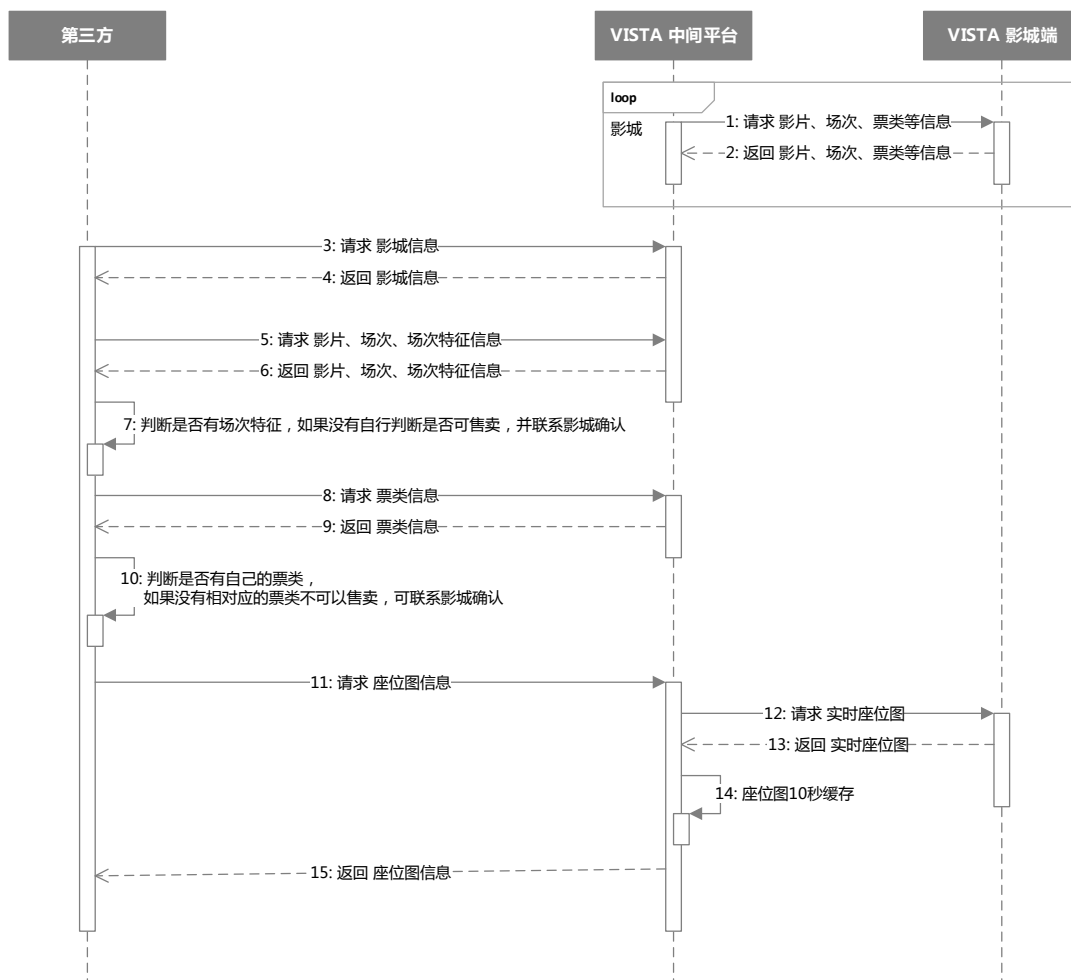 第三方
VISTA 中间平台
VISTA 影城端
loop
影城
1: 请求 影片、场次、票类等信息
2: 返回 影片、场次、票类等信息
3: 请求 影城信息
4: 返回 影城信息
5: 请求 影片、场次、场次特征信息
6: 返回 影片、场次、场次特征信息
7: 判断是否有场次特征，如果没有自行判断是否可售卖，并联系影城确认
8: 请求 票类信息
9: 返回 票类信息
10: 判断是否有自己的票类，
如果没有相对应的票类不可以售卖，可联系影城确认
11: 请求 座位图信息
12: 请求 实时座位图
13: 返回 实时座位图
14: 座位图10秒缓存
15: 返回 座位图信息